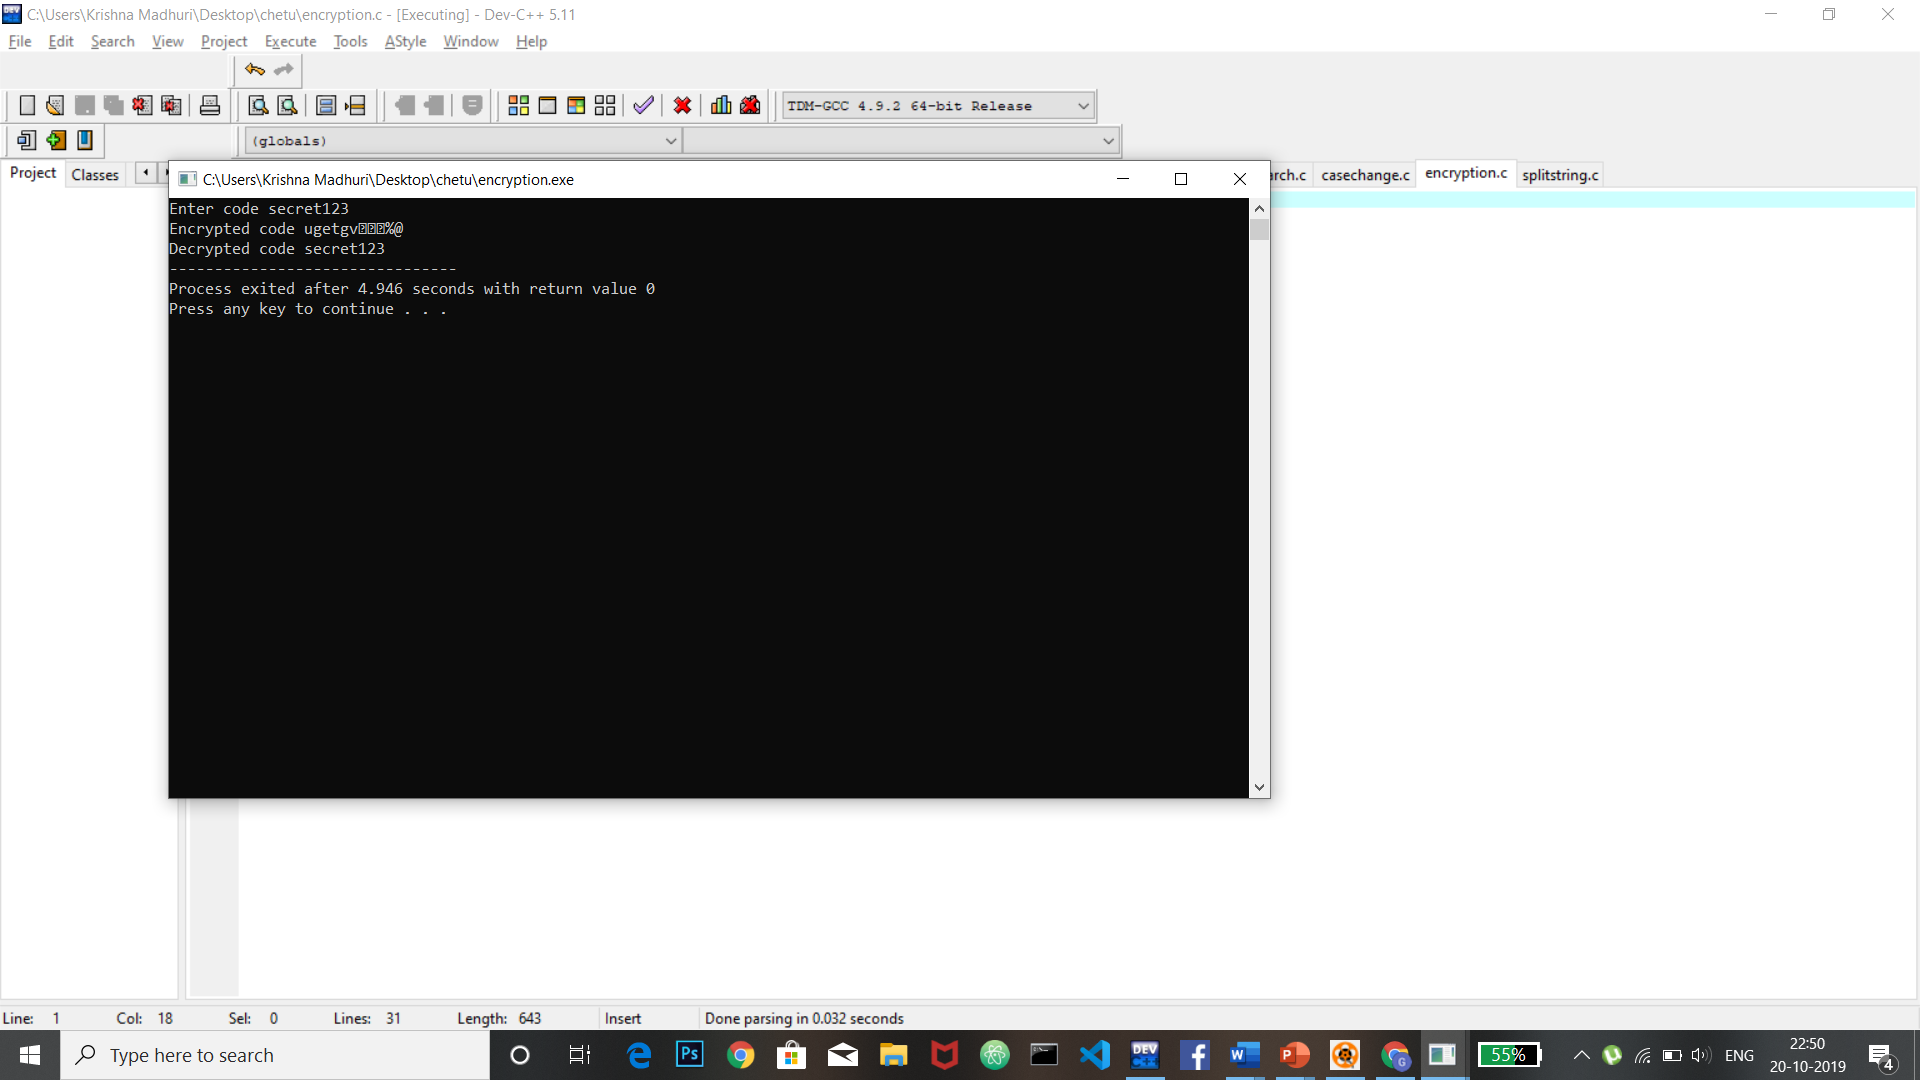 C:\Users\Krishna Madhuri\Desktop\chetu\encryption.c - [Executing] - Dev-C++ 5.11
File Edit Search View Project Execute Tools AStyle Window Help
TDM-GCC 4.9.2 64-bit Release
(globals)
Project Classes
arch.c casechange.c encryption.c splitstring.c
C:\Users\Krishna Madhuri\Desktop\chetu\encryption.exe
Enter code secret123
Encrypted code ugetgv%@
Decrypted code secret123
--------------------------------
Process exited after 4.946 seconds with return value 0
Press any key to continue . . .
Line: 1 Col: 18 Sel: 0 Lines: 31 Length: 643 Insert Done parsing in 0.032 seconds
Type here to search
Ps
DEV
55%
ENG
22:50
20-10-2019
4